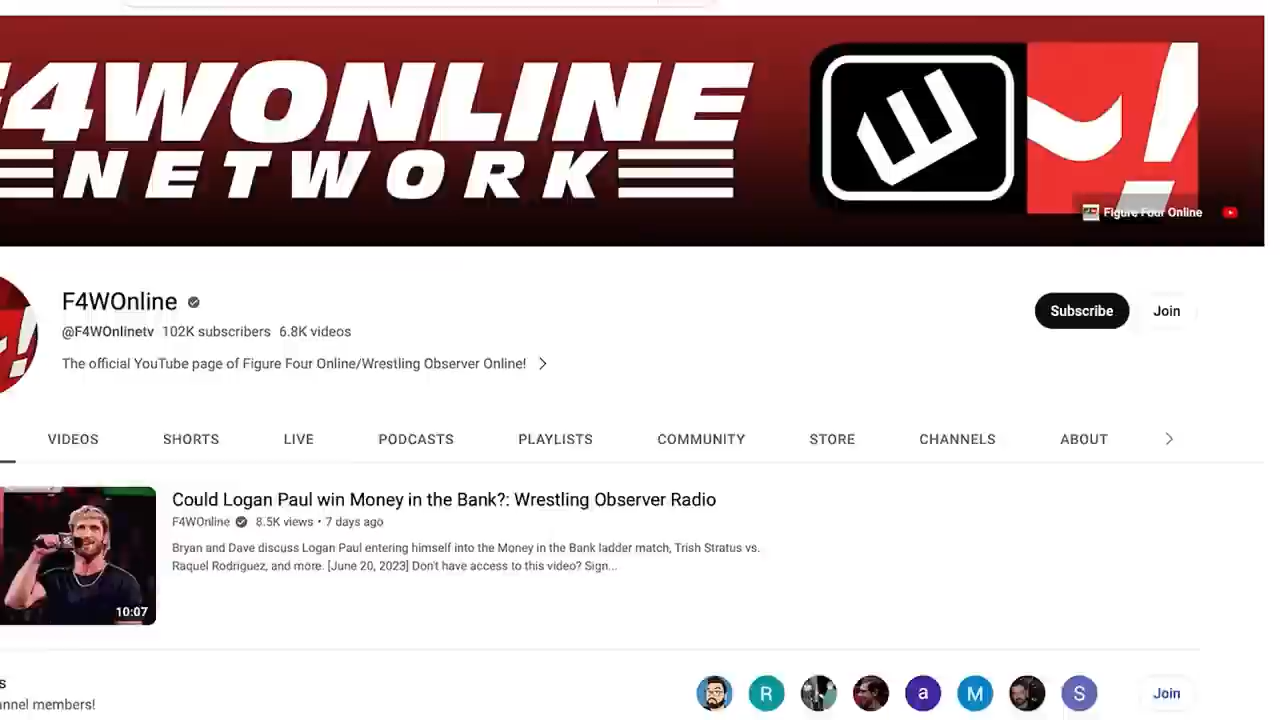 F4WONLINE
NETWORK
Figure Four Online
F4WOnline
@F4WOnlinetv 102K subscribers 6.8K videos
The official YouTube page of Figure Four Online/Wrestling Observer Online!
Subscribe
Join
VIDEOS SHORTS LIVE PODCASTS PLAYLISTS COMMUNITY STORE CHANNELS ABOUT
Could Logan Paul win Money in the Bank?: Wrestling Observer Radio
F4WOnline 8.5K views • 7 days ago
Bryan and Dave discuss Logan Paul entering himself into the Money in the Bank ladder match, Trish Stratus vs.
Raquel Rodriguez, and more. [June 20, 2023] Don't have access to this video? Sign...
10:07
R a M S
Join
members!